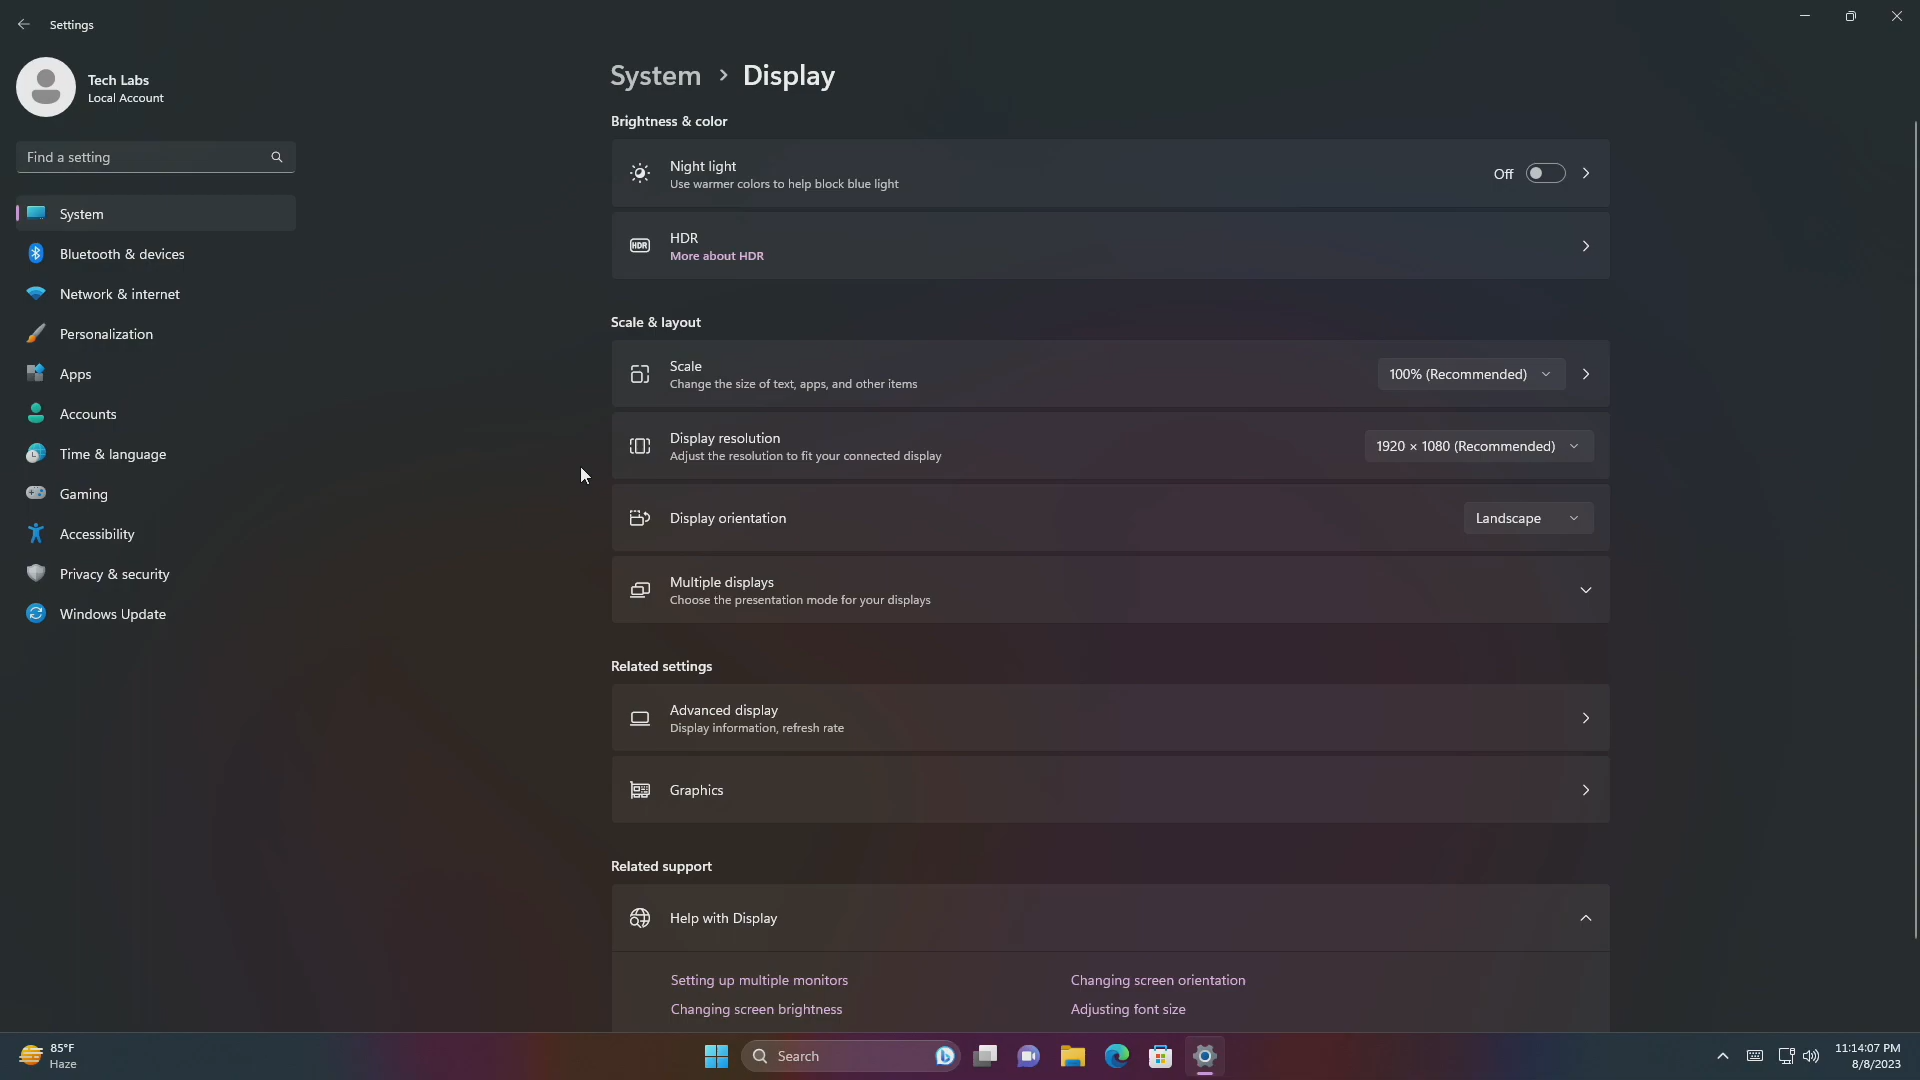 Settings
Tech Labs
Local Account
Find a setting
System
Bluetooth & devices
Network & internet
Personalization
Apps
Accounts
Time & language
Gaming
Accessibility
Privacy & security
Windows Update
System > Display
Brightness & color
Night light
Use warmer colors to help block blue light
Off
HDR
HDR
More about HDR
Scale & layout
Scale
Change the size of text, apps, and other items
100% (Recommended)
Display resolution
Adjust the resolution to fit your connected display
1920 × 1080 (Recommended)
Display orientation
Landscape
Multiple displays
Choose the presentation mode for your displays
Related settings
Advanced display
Display information, refresh rate
Graphics
Related support
Help with Display
Setting up multiple monitors
Changing screen orientation
Changing screen brightness
Adjusting font size
85°F
Haze
Search
11:14:07 PM
8/8/2023